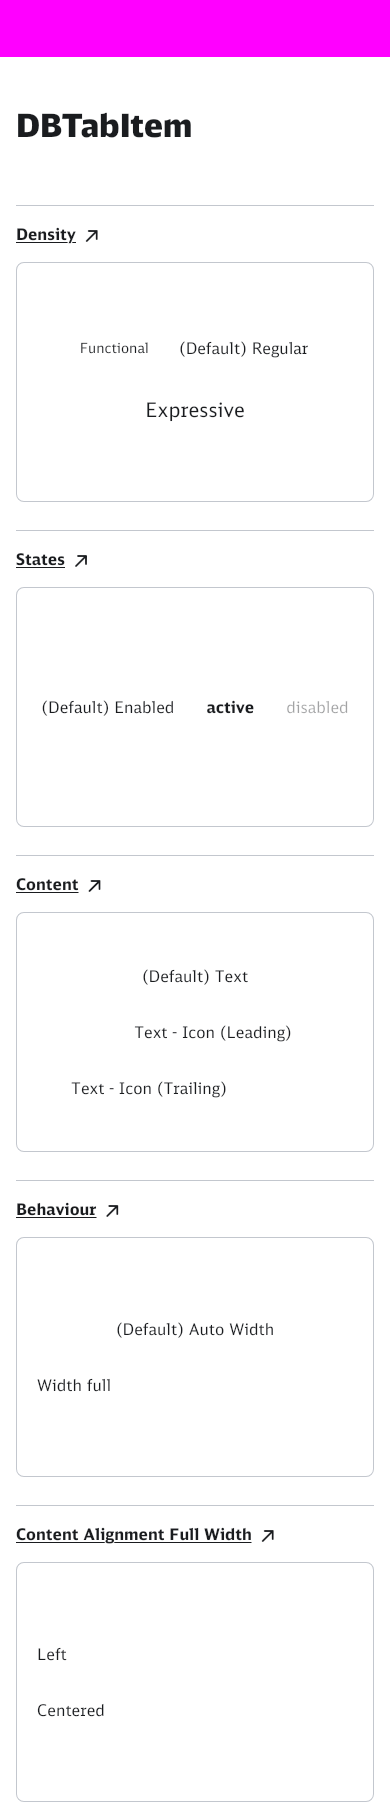 DBTabItem
Density
Functional (Default) Regular
Expressive
States
(Default) Enabled active disabled
Content
(Default) Text
Text - Icon (Leading)
Text - Icon (Trailing)
Behaviour
(Default) Auto Width
Width full
Content Alignment Full Width
Left
Centered